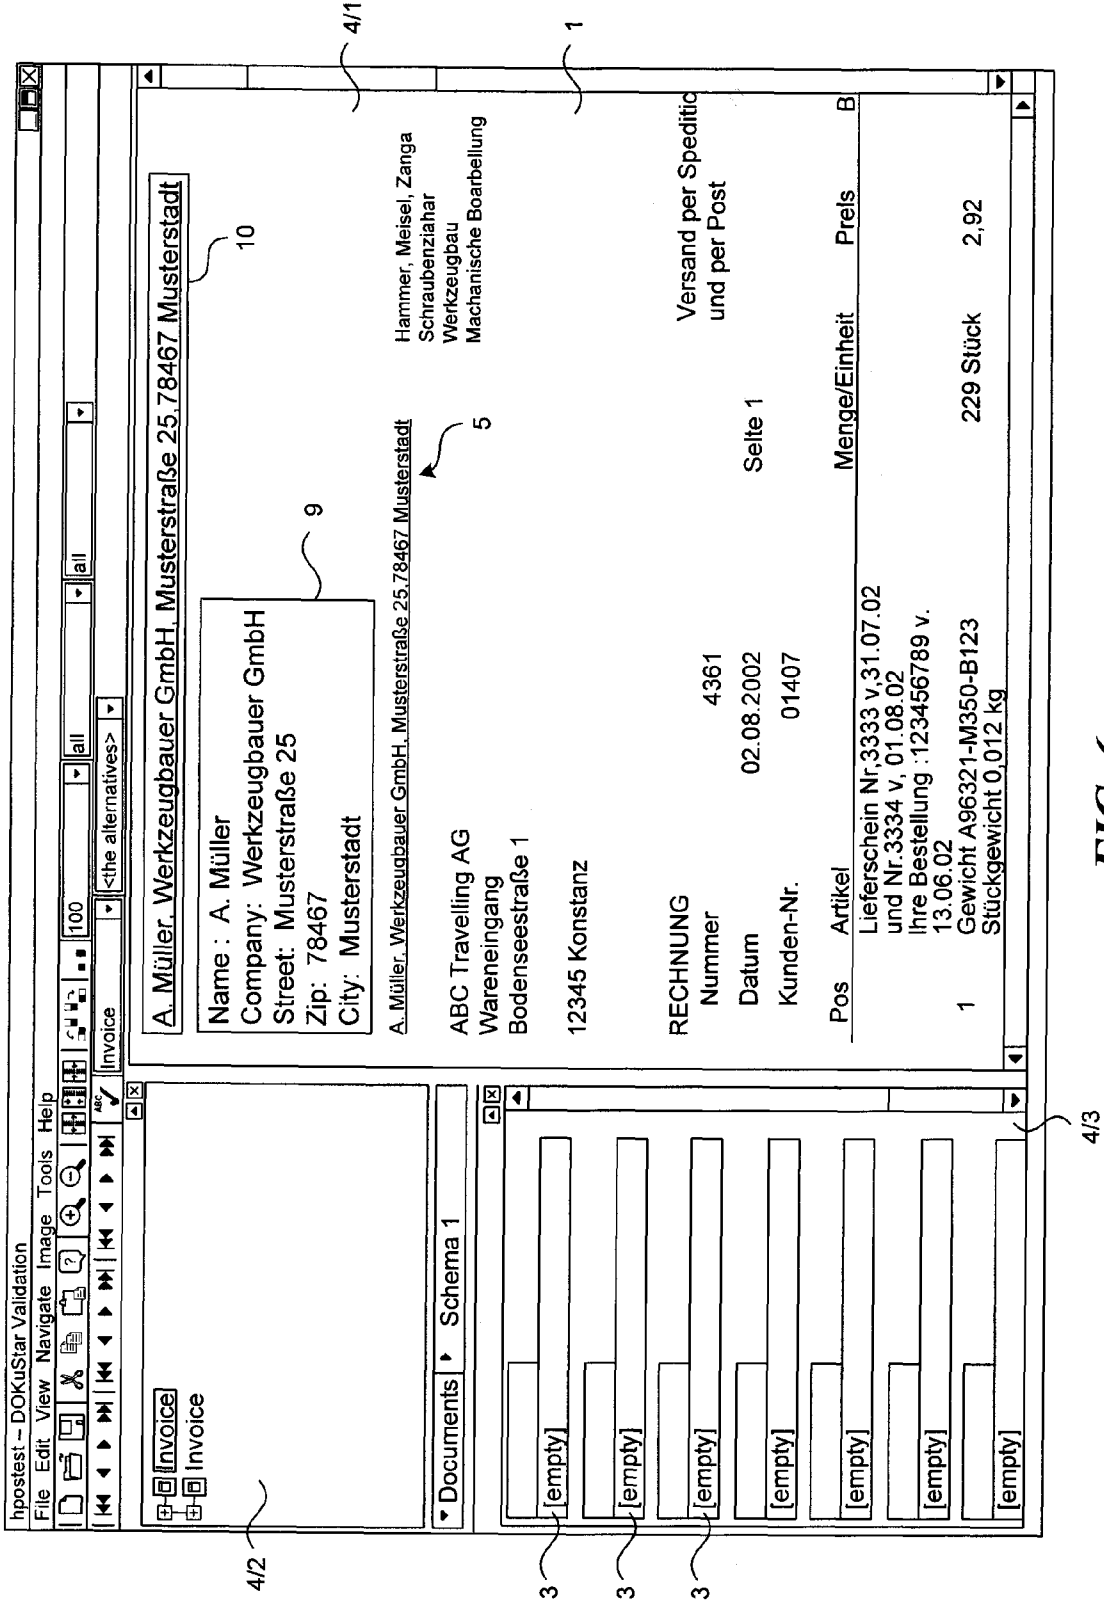 hpostest – DOKuStar Validation
File Edit View Navigate Image Tools Help
100
all
all
ABC
Invoice
<the alternatives>
Invoice
Invoice
4/2
Documents
Schema 1
[empty]
[empty]
[empty]
[empty]
[empty]
[empty]
[empty]
3
3
3
4/3
A. Müller, Werkzeugbauer GmbH, Musterstraße 25,78467 Musterstadt
10
4/1
Name : A. Müller
Company: Werkzeugbauer GmbH
Street: Musterstraße 25
Zip: 78467
City: Musterstadt
9
A. Müller, Werkzeugbauer GmbH, Musterstraße 25,78467 Musterstadt
5
Hammer, Meisel, Zanga
Schraubenziahar
Werkzeugbau
Machanische Boarbellung
1
ABC Travelling AG
Wareneingang
Bodenseestraße 1
12345 Konstanz
RECHNUNG
Versand per Speditic
und per Post
Nummer 4361
Datum 02.08.2002 Selte 1
Kunden-Nr. 01407
Pos Artikel Menge/Einheit Prels B
Lieferschein Nr,3333 v,31.07.02
und Nr.3334 v, 01.08.02
Ihre Bestellung :123456789 v.
13.06.02
1 Gewicht A96321-M350-B123 229 Stück 2,92
Stückgewicht 0,012 kg